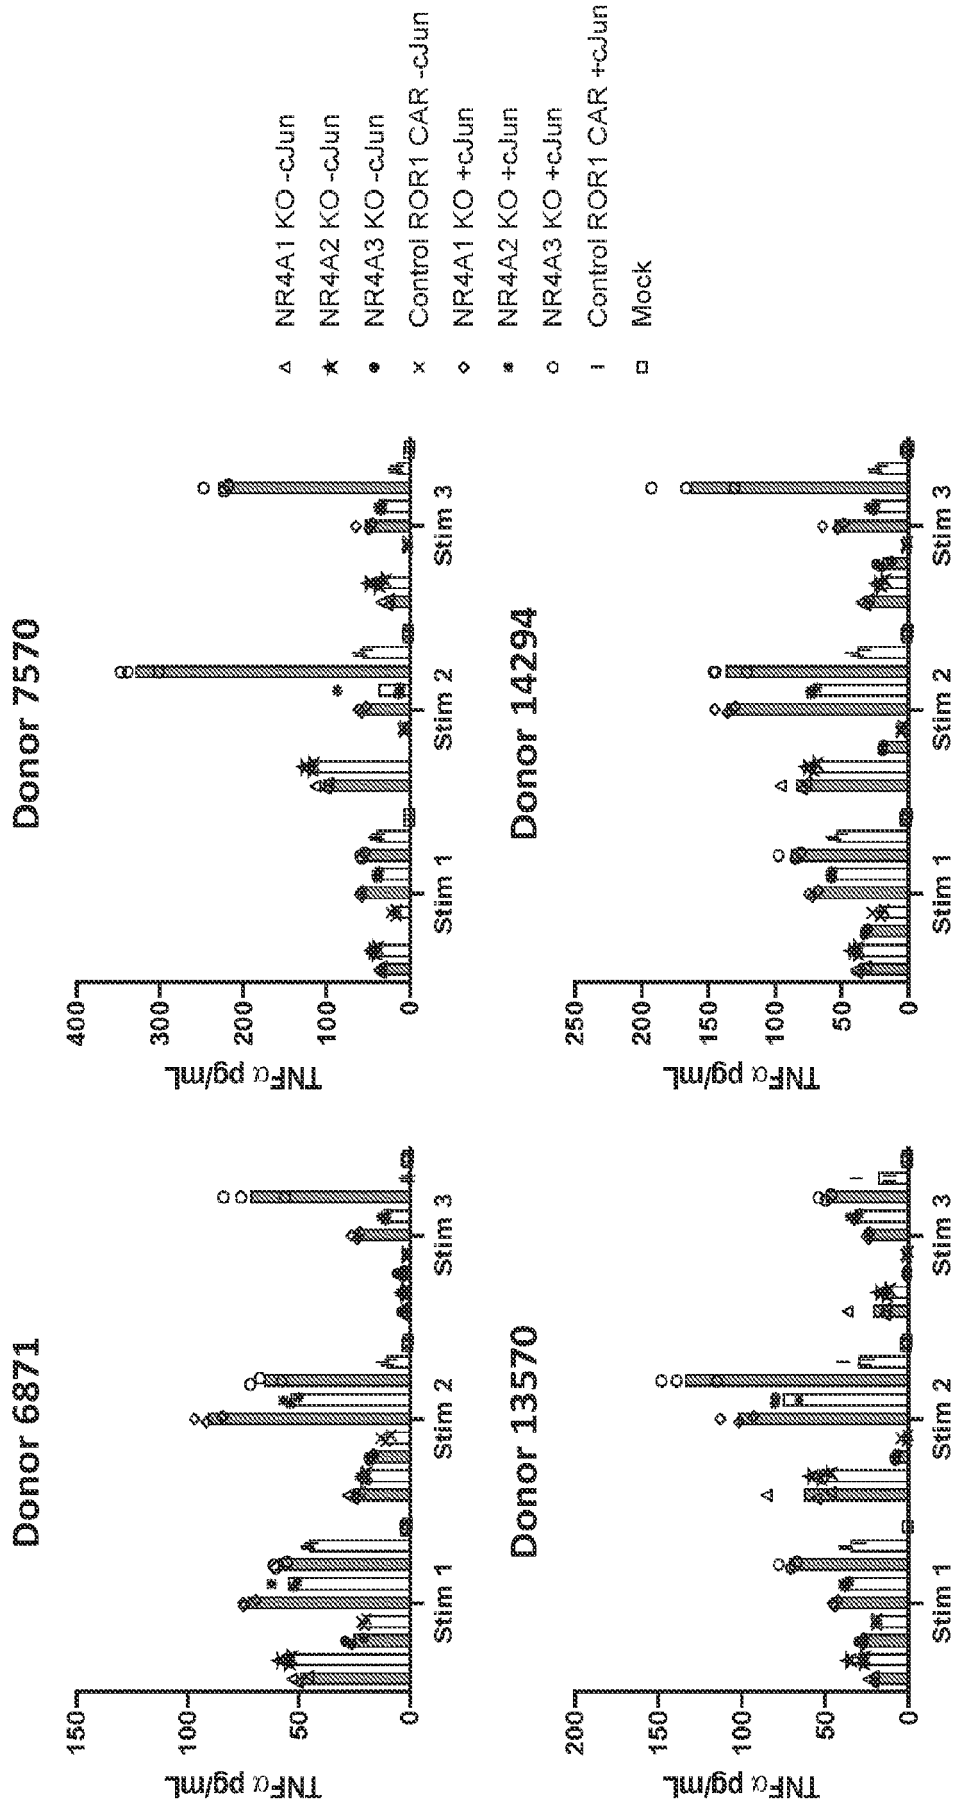 Donor 6871
TNFα pg/mL
150
100
50
0
Stim 1
Stim 2
Stim 3
Donor 7570
TNFα pg/mL
400
300
200
100
0
Stim 1
Stim 2
Stim 3
Donor 13570
TNFα pg/mL
200
150
100
50
0
Stim 1
Stim 2
Stim 3
Donor 14294
TNFα pg/mL
250
200
150
100
50
0
Stim 1
Stim 2
Stim 3
NR4A1 KO -cJun
NR4A2 KO -cJun
NR4A3 KO -cJun
Control ROR1 CAR -cJun
NR4A1 KO +cJun
NR4A2 KO +cJun
NR4A3 KO +cJun
Control ROR1 CAR +cJun
Mock